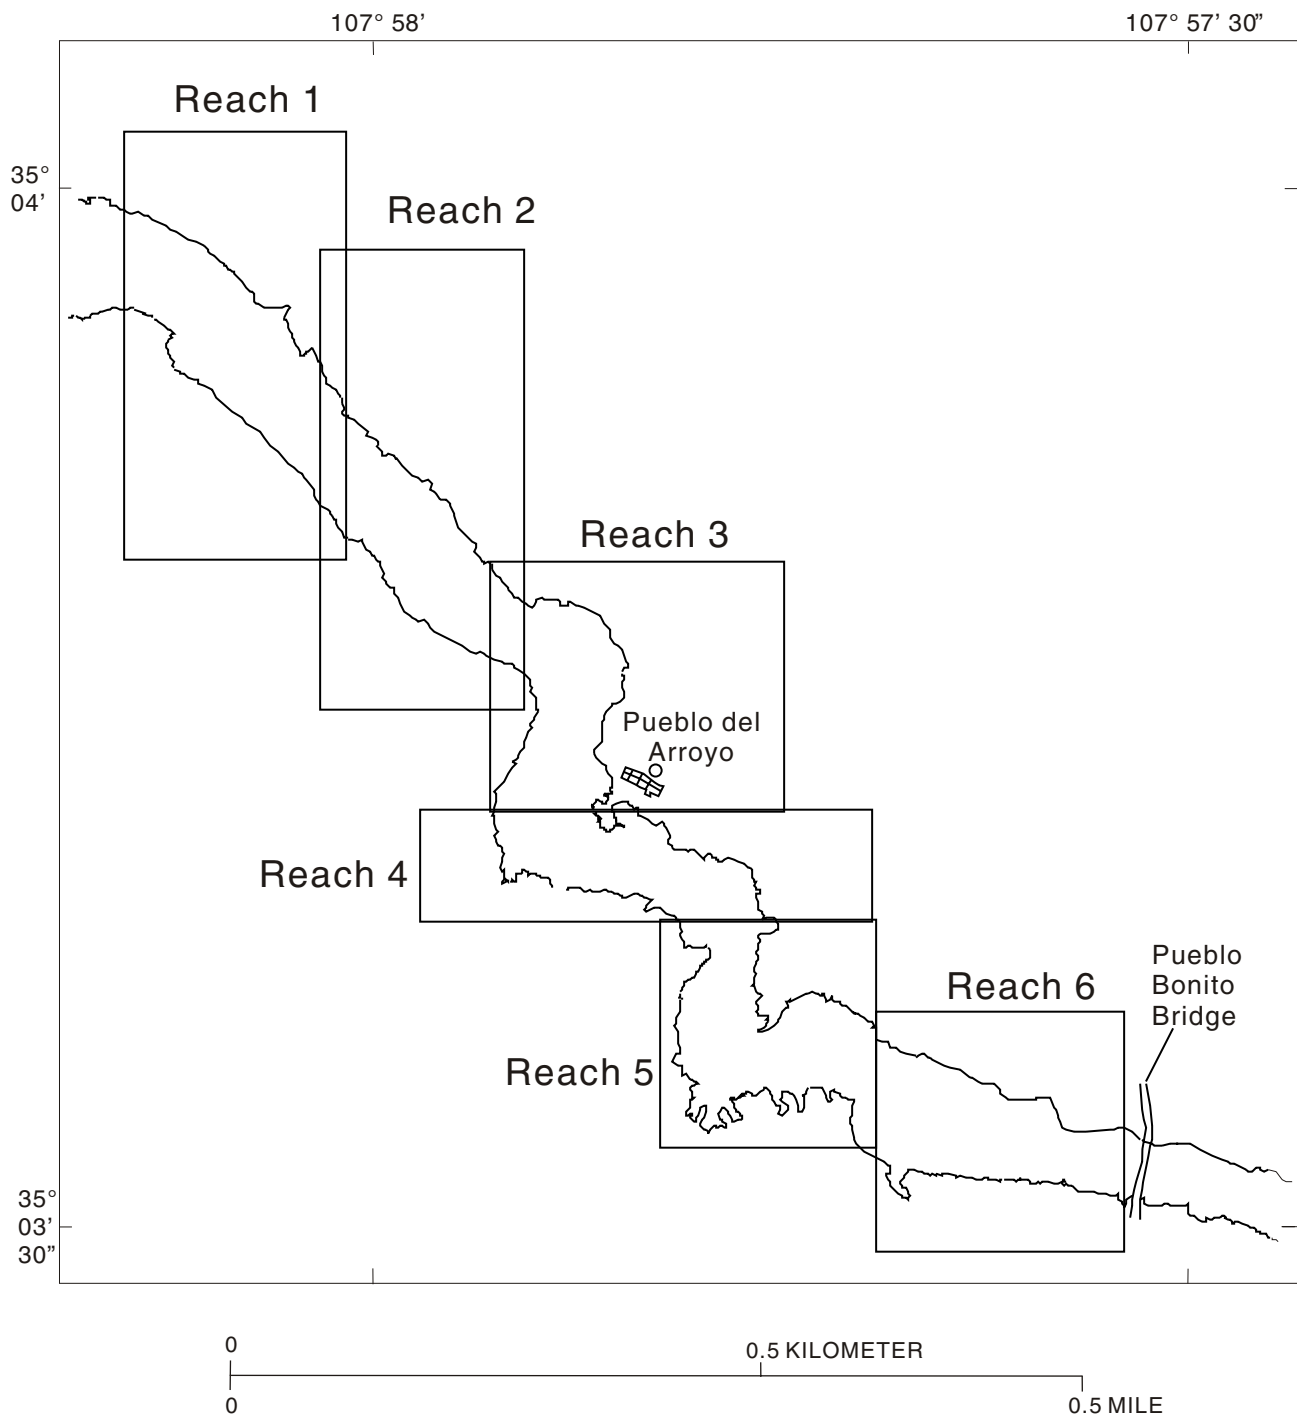 107° 58’
107° 57’ 30”
Reach 1
35°
04’
Reach 2
Reach 3
Pueblo del
Arroyo
Reach 4
Pueblo
Bonito
Bridge
Reach 6
Reach 5
35°
03’
30”
0
0.5 KILOMETER
0
0.5 MILE